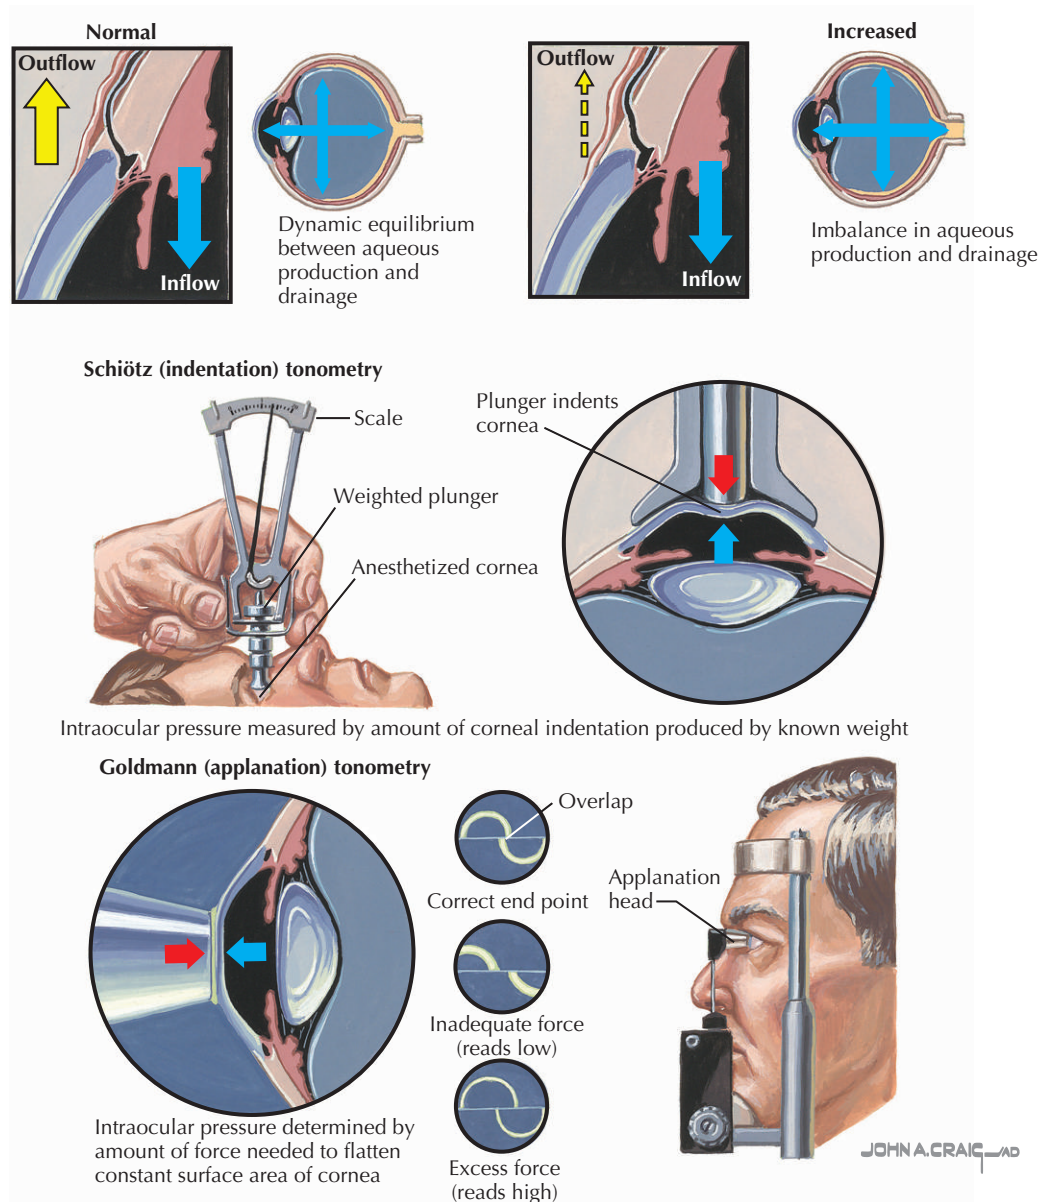 Normal
Outflow
Inflow
Dynamic equilibrium
between aqueous
production and
drainage
Increased
Outflow
Inflow
Imbalance in aqueous
production and drainage
Schiötz (indentation) tonometry
Scale
Weighted plunger
Anesthetized cornea
Plunger indents
cornea
Intraocular pressure measured by amount of corneal indentation produced by known weight
Goldmann (applanation) tonometry
Overlap
Correct end point
Inadequate force
(reads low)
Excess force
(reads high)
Applanation
head
Intraocular pressure determined by
amount of force needed to flatten
constant surface area of cornea
JOHN A. CRAIG_AD